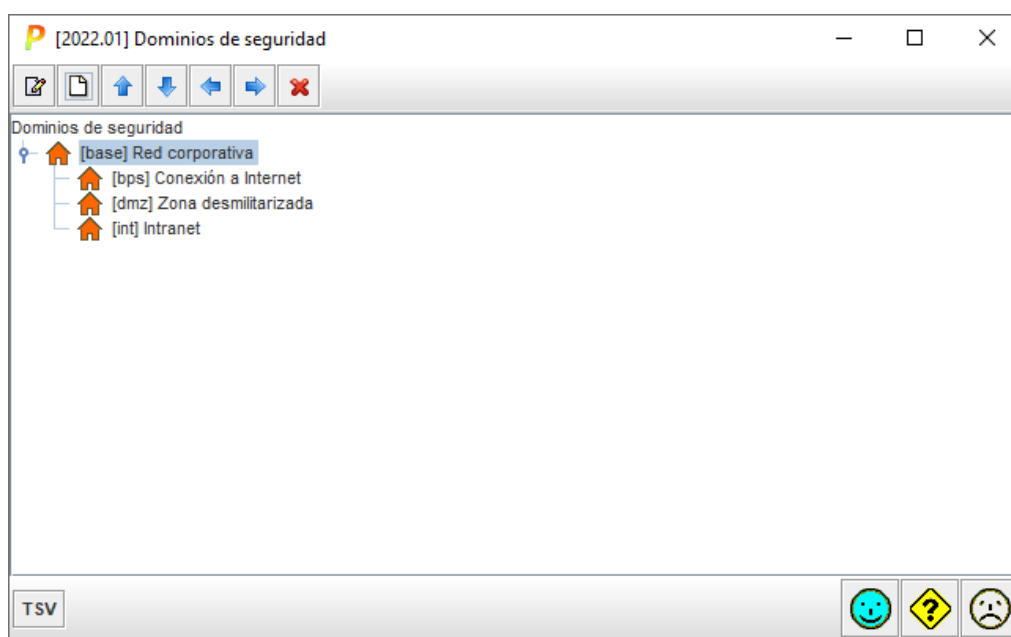 P [2022.01] Dominios de seguridad
Dominios de seguridad
[base] Red corporativa
[bps] Conexión a Internet
[dmz] Zona desmilitarizada
[int] Intranet
TSV
?